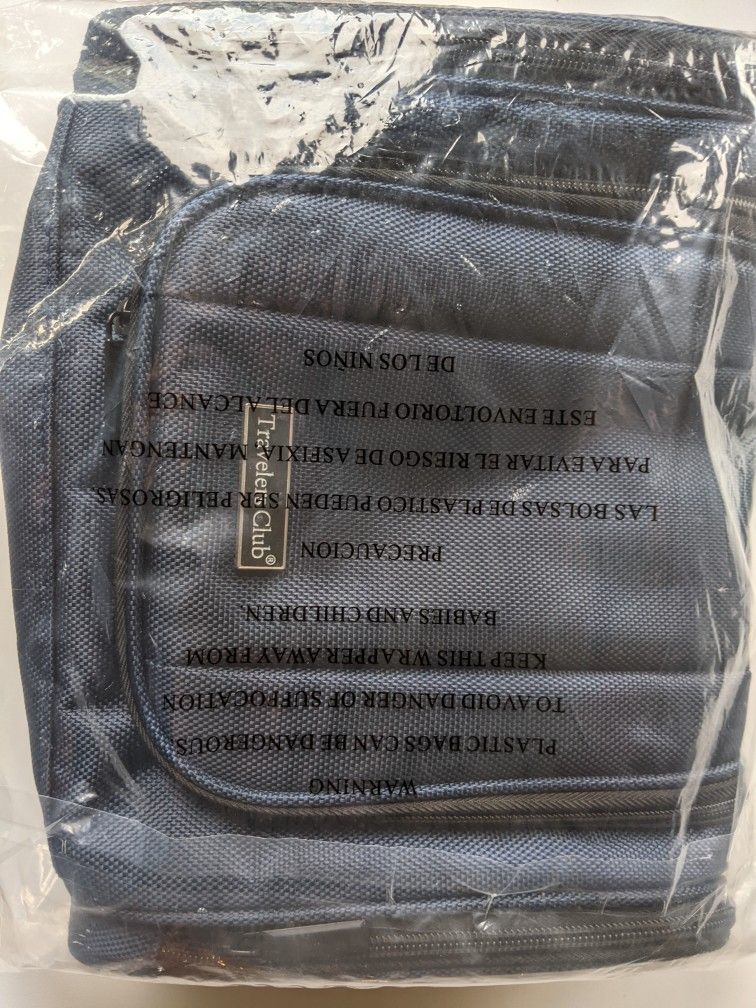 WARNING
PLASTIC BAGS CAN BE DANGEROUS
TO AVOID DANGER OF SUFFOCATION
KEEP THIS WRAPPER AWAY FROM
BABIES AND CHILDREN.
PRECAUCION
LAS BOLSAS DE PLASTICO PUEDEN SER PELIGROSAS
PARA EVITAR EL RIESGO DE ASFIXIA, MANTENGAN
ESTE ENVOLTORIO FUERA DEL ALCANCE
DE LOS NIÑOS
Travelers Club®